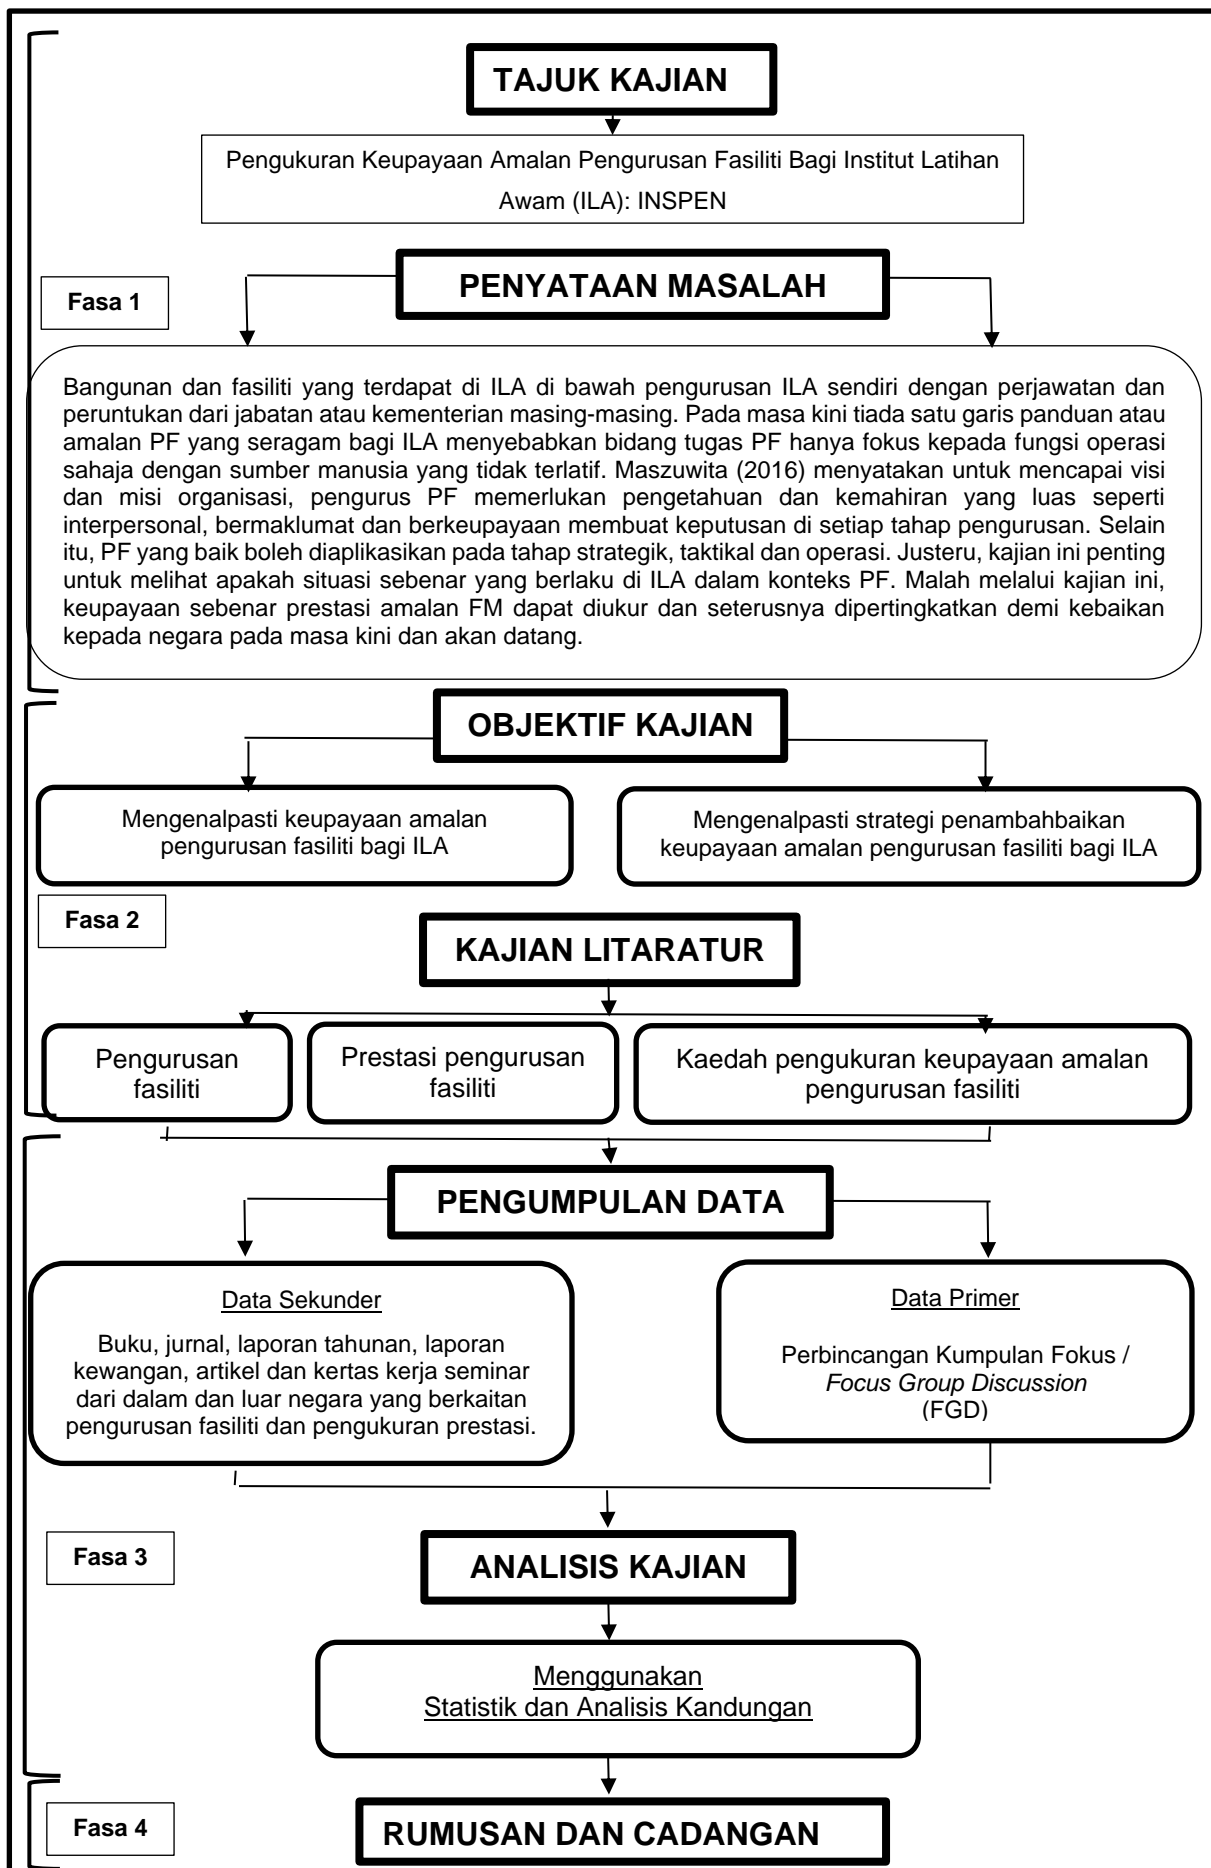 TAJUK KAJIAN
Pengukuran Keupayaan Amalan Pengurusan Fasiliti Bagi Institut Latihan
Awam (ILA): INSPEN
PENYATAAN MASALAH
Fasa 1
Bangunan dan fasiliti yang terdapat di ILA di bawah pengurusan ILA sendiri dengan perjawatan dan
peruntukan dari jabatan atau kementerian masing-masing. Pada masa kini tiada satu garis panduan atau
amalan PF yang seragam bagi ILA menyebabkan bidang tugas PF hanya fokus kepada fungsi operasi
sahaja dengan sumber manusia yang tidak terlatif. Maszuwita (2016) menyatakan untuk mencapai visi
dan misi organisasi, pengurus PF memerlukan pengetahuan dan kemahiran yang luas seperti
interpersonal, bermaklumat dan berkeupayaan membuat keputusan di setiap tahap pengurusan. Selain
itu, PF yang baik boleh diaplikasikan pada tahap strategik, taktikal dan operasi. Justeru, kajian ini penting
untuk melihat apakah situasi sebenar yang berlaku di ILA dalam konteks PF. Malah melalui kajian ini,
keupayaan sebenar prestasi amalan FM dapat diukur dan seterusnya dipertingkatkan demi kebaikan
kepada negara pada masa kini dan akan datang.
OBJEKTIF KAJIAN
Mengenalpasti keupayaan amalan
pengurusan fasiliti bagi ILA
Mengenalpasti strategi penambahbaikan
keupayaan amalan pengurusan fasiliti bagi ILA
Fasa 2
KAJIAN LITARATUR
Pengurusan
fasiliti
Prestasi pengurusan
fasiliti
Kaedah pengukuran keupayaan amalan
pengurusan fasiliti
PENGUMPULAN DATA
Data Sekunder
Buku, jurnal, laporan tahunan, laporan
kewangan, artikel dan kertas kerja seminar
dari dalam dan luar negara yang berkaitan
pengurusan fasiliti dan pengukuran prestasi.
Data Primer
Perbincangan Kumpulan Fokus /
Focus Group Discussion
(FGD)
Fasa 3
ANALISIS KAJIAN
Menggunakan
Statistik dan Analisis Kandungan
Fasa 4
RUMUSAN DAN CADANGAN